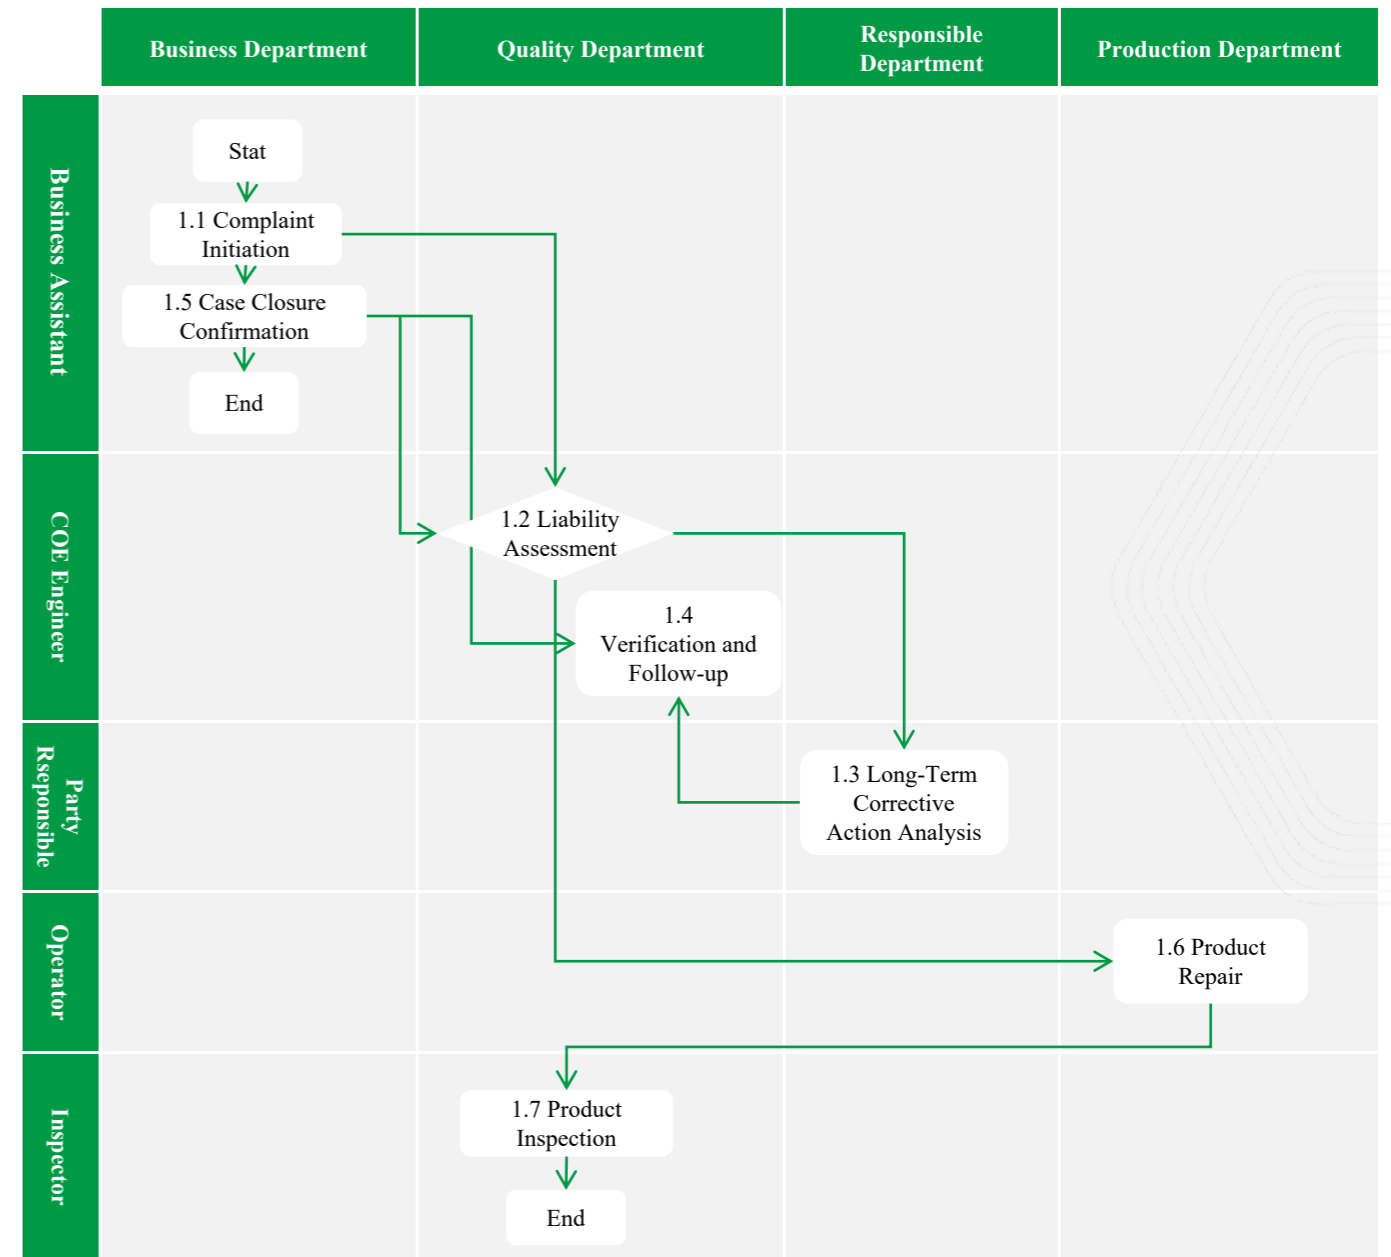 Business Department
Quality Department
Responsible
Department
Production Department
Business Assistant
Stat
1.1 Complaint
Initiation
1.5 Case Closure
Confirmation
End
COE Engineer
1.2 Liability
Assessment
1.4
Verification and
Follow-up
Party
Rseponsible
1.3 Long-Term
Corrective
Action Analysis
Operator
1.6 Product
Repair
Inspector
1.7 Product
Inspection
End